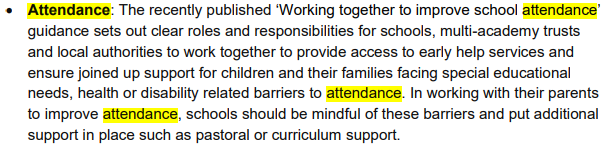 • Attendance: The recently published ‘Working together to improve school attendance’
guidance sets out clear roles and responsibilities for schools, multi-academy trusts
and local authorities to work together to provide access to early help services and
ensure joined up support for children and their families facing special educational
needs, health or disability related barriers to attendance. In working with their parents
to improve attendance, schools should be mindful of these barriers and put additional
support in place such as pastoral or curriculum support.